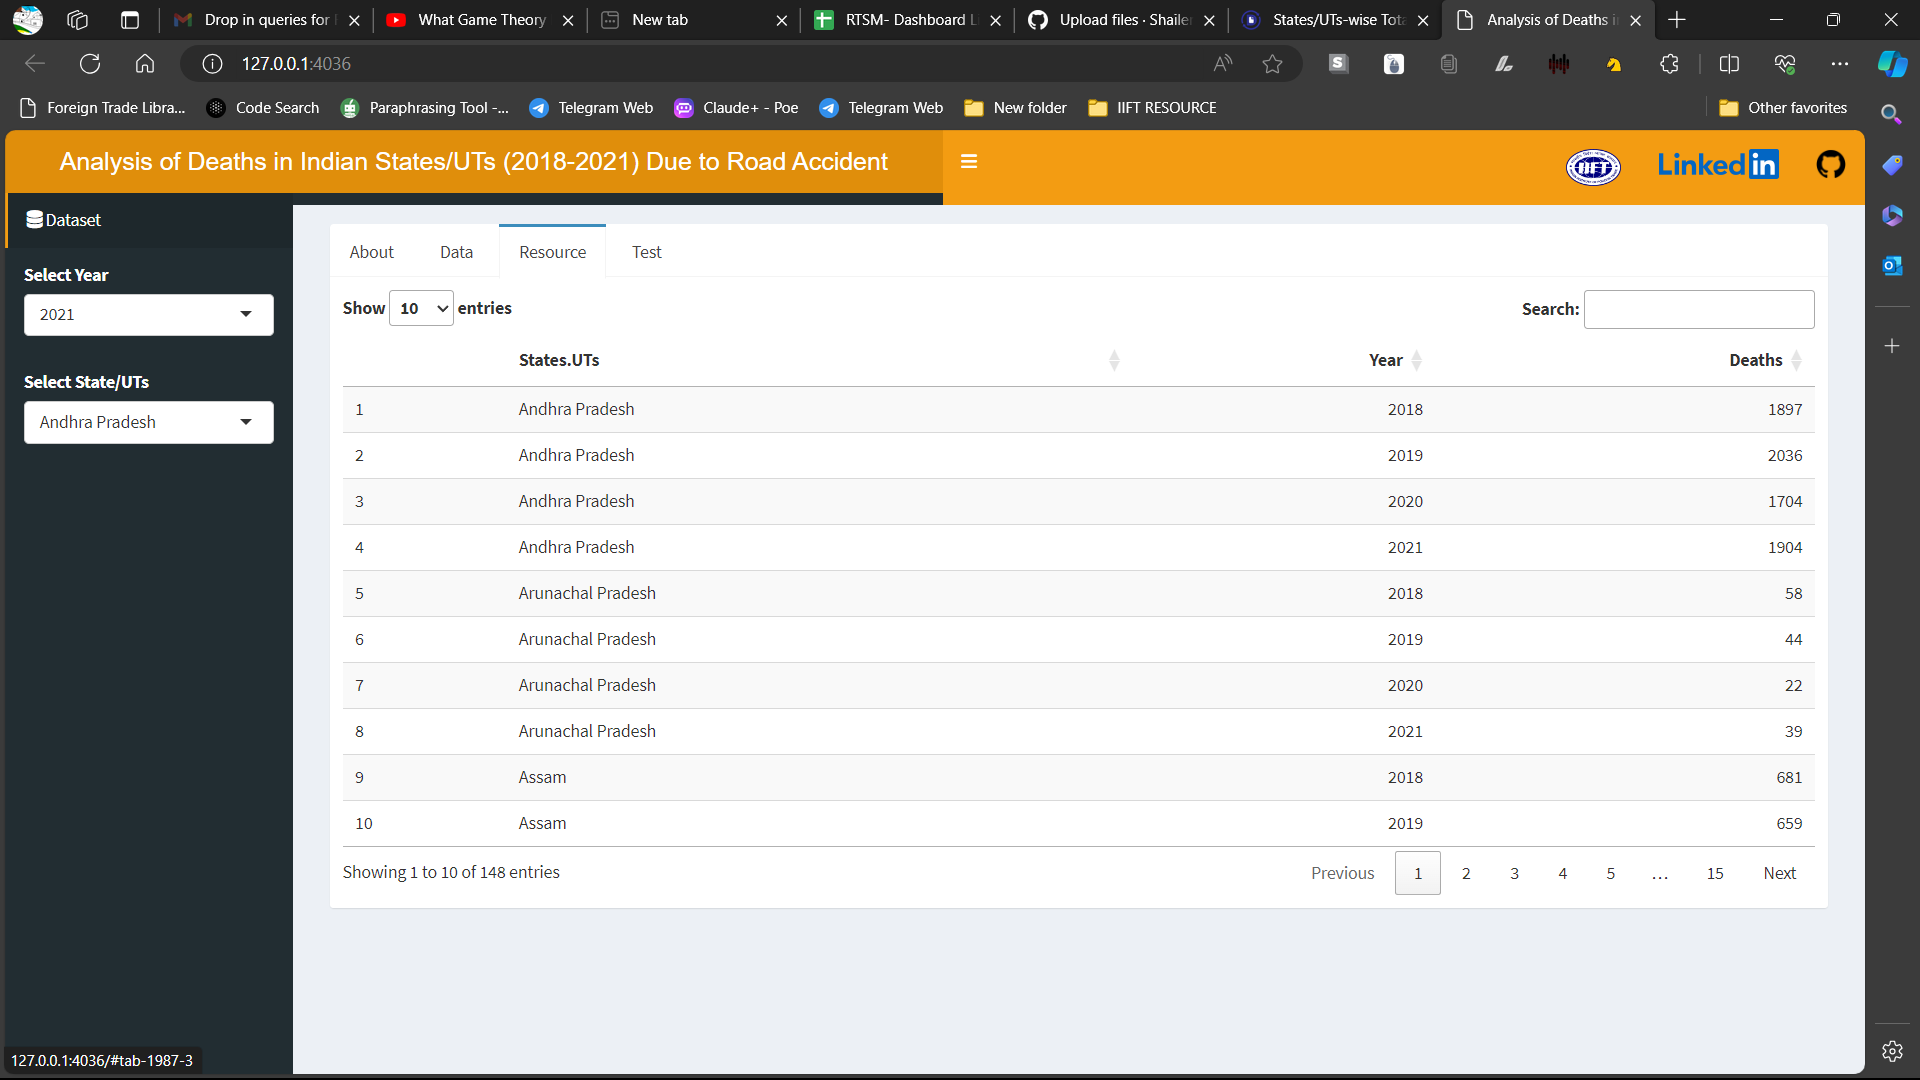 Drop in queries for
What Game Theory
New tab
RTSM- Dashboard Li
Upload files · Shailen
States/UTs-wise Tota
Analysis of Deaths i
127.0.0.1:4036
Foreign Trade Libra...
Code Search
Paraphrasing Tool -...
Telegram Web
Claude+ - Poe
Telegram Web
New folder
IIFT RESOURCE
Other favorites
Analysis of Deaths in Indian States/UTs (2018-2021) Due to Road Accident
IIFT
Linked in
Dataset
Select Year
2021
Select State/UTs
Andhra Pradesh
About Data Resource Test
Show 10 entries
Search:
States.UTs Year Deaths
1 Andhra Pradesh 2018 1897
2 Andhra Pradesh 2019 2036
3 Andhra Pradesh 2020 1704
4 Andhra Pradesh 2021 1904
5 Arunachal Pradesh 2018 58
6 Arunachal Pradesh 2019 44
7 Arunachal Pradesh 2020 22
8 Arunachal Pradesh 2021 39
9 Assam 2018 681
10 Assam 2019 659
Showing 1 to 10 of 148 entries
Previous 1 2 3 4 5 … 15 Next
127.0.0.1:4036/#tab-1987-3